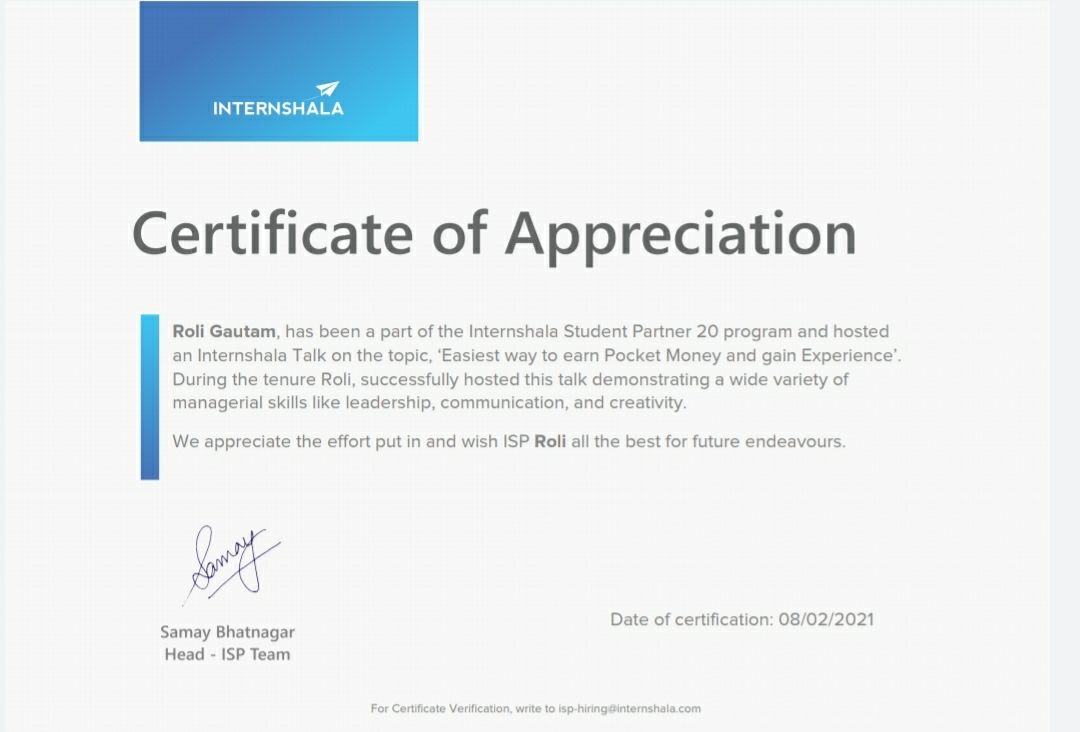 INTERNSHALA
Certificate of Appreciation
Roli Gautam, has been a part of the Internshala Student Partner 20 program and hosted
an Internshala Talk on the topic, ‘Easiest way to earn Pocket Money and gain Experience’.
During the tenure Roli, successfully hosted this talk demonstrating a wide variety of
managerial skills like leadership, communication, and creativity.
We appreciate the effort put in and wish ISP Roli all the best for future endeavours.
Samay
Samay Bhatnagar
Head - ISP Team
Date of certification: 08/02/2021
For Certificate Verification, write to isp-hiring@internshala.com